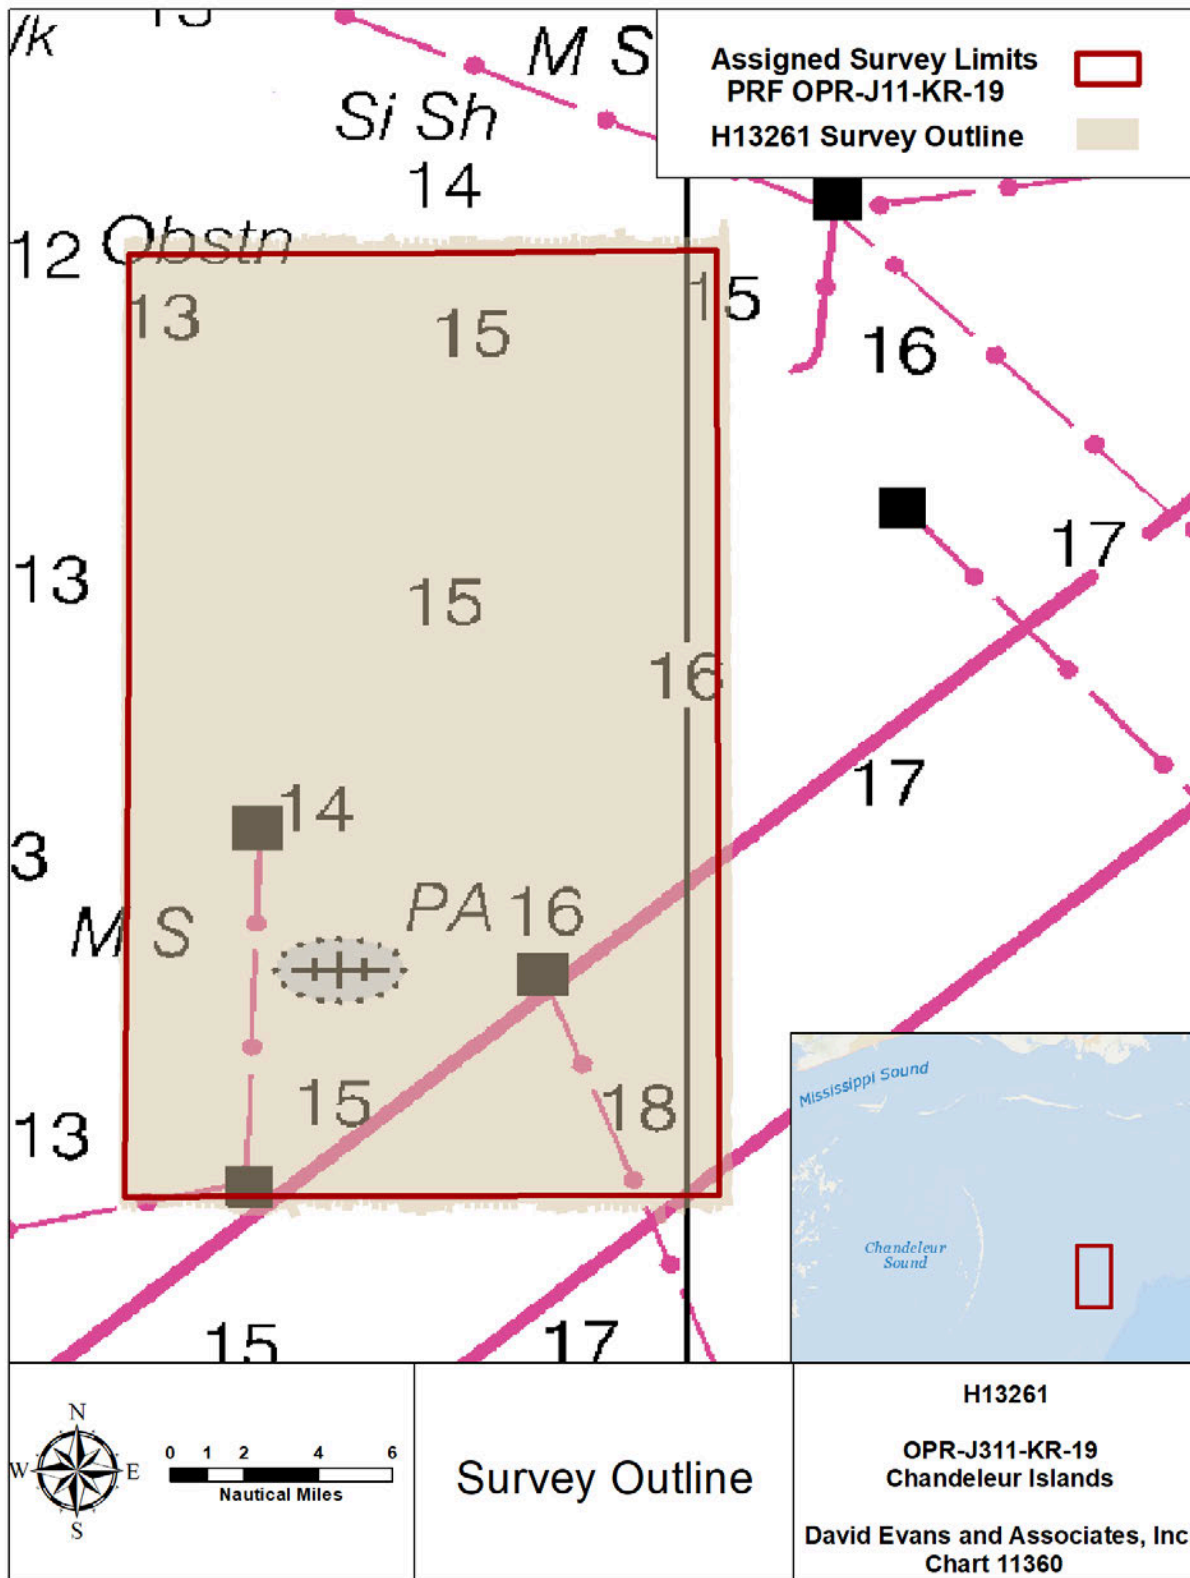 13
/k
M S
Si Sh
14
Assigned Survey Limits
PRF OPR-J11-KR-19
H13261 Survey Outline
12 Obstn
13
15
15
16
17
13
15
16
17
14
3
PA 16
M S
15
18
13
15
17
Mississippi Sound
Chandeleur
Sound
N
W E
S
0 1 2 4 6
Nautical Miles
Survey Outline
H13261
OPR-J311-KR-19
Chandeleur Islands
David Evans and Associates, Inc
Chart 11360